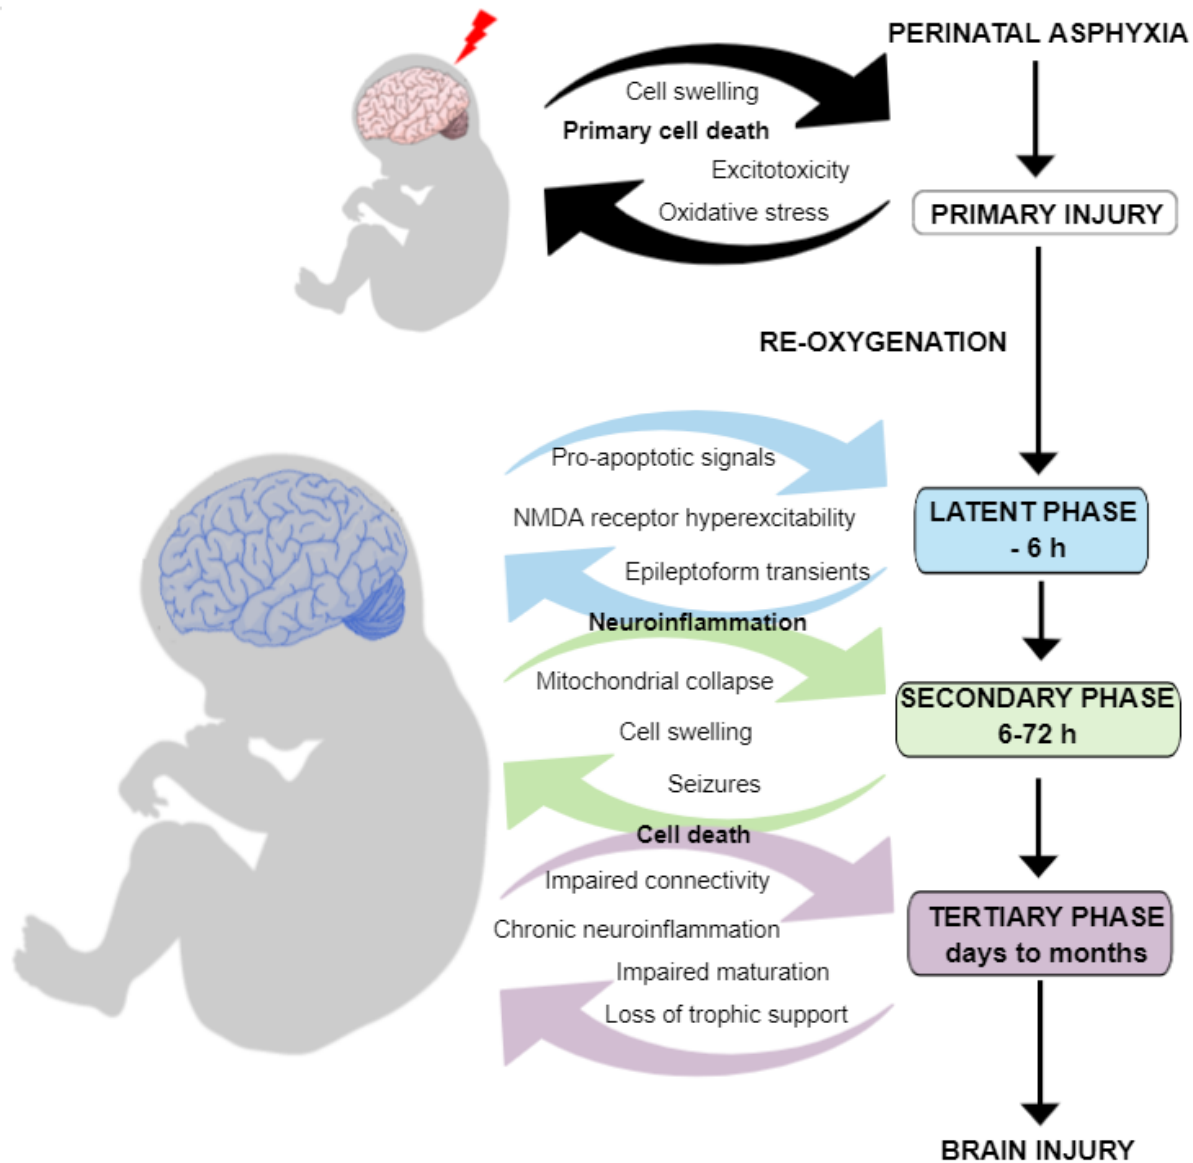 PERINATAL ASPHYXIA
Cell swelling
Primary cell death
Excitotoxicity
Oxidative stress
PRIMARY INJURY
RE-OXYGENATION
Pro-apoptotic signals
NMDA receptor hyperexcitability
Epileptoform transients
LATENT PHASE
- 6 h
Neuroinflammation
Mitochondrial collapse
Cell swelling
Seizures
SECONDARY PHASE
6-72 h
Cell death
Impaired connectivity
Chronic neuroinflammation
Impaired maturation
Loss of trophic support
TERTIARY PHASE
days to months
BRAIN INJURY